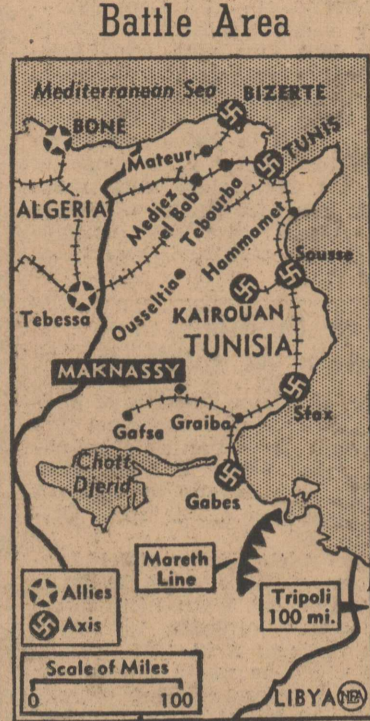 Battle Area
Mediterranean Sea
BIZERTE
BONE
TUNIS
Mateur
ALGERIA
Medjez
el Bab
Tebourba
Hammamet
Sousse
Ousseltia
KAIROUAN
Tebessa
TUNISIA
MAKNASSY
Sfax
Gafsa
Graiba
Chott
Djerid
Gabes
Mareth
Line
Allies
Axis
Tripoli
100 mi.
Scale of Miles
0 100
LIBYA
NEA